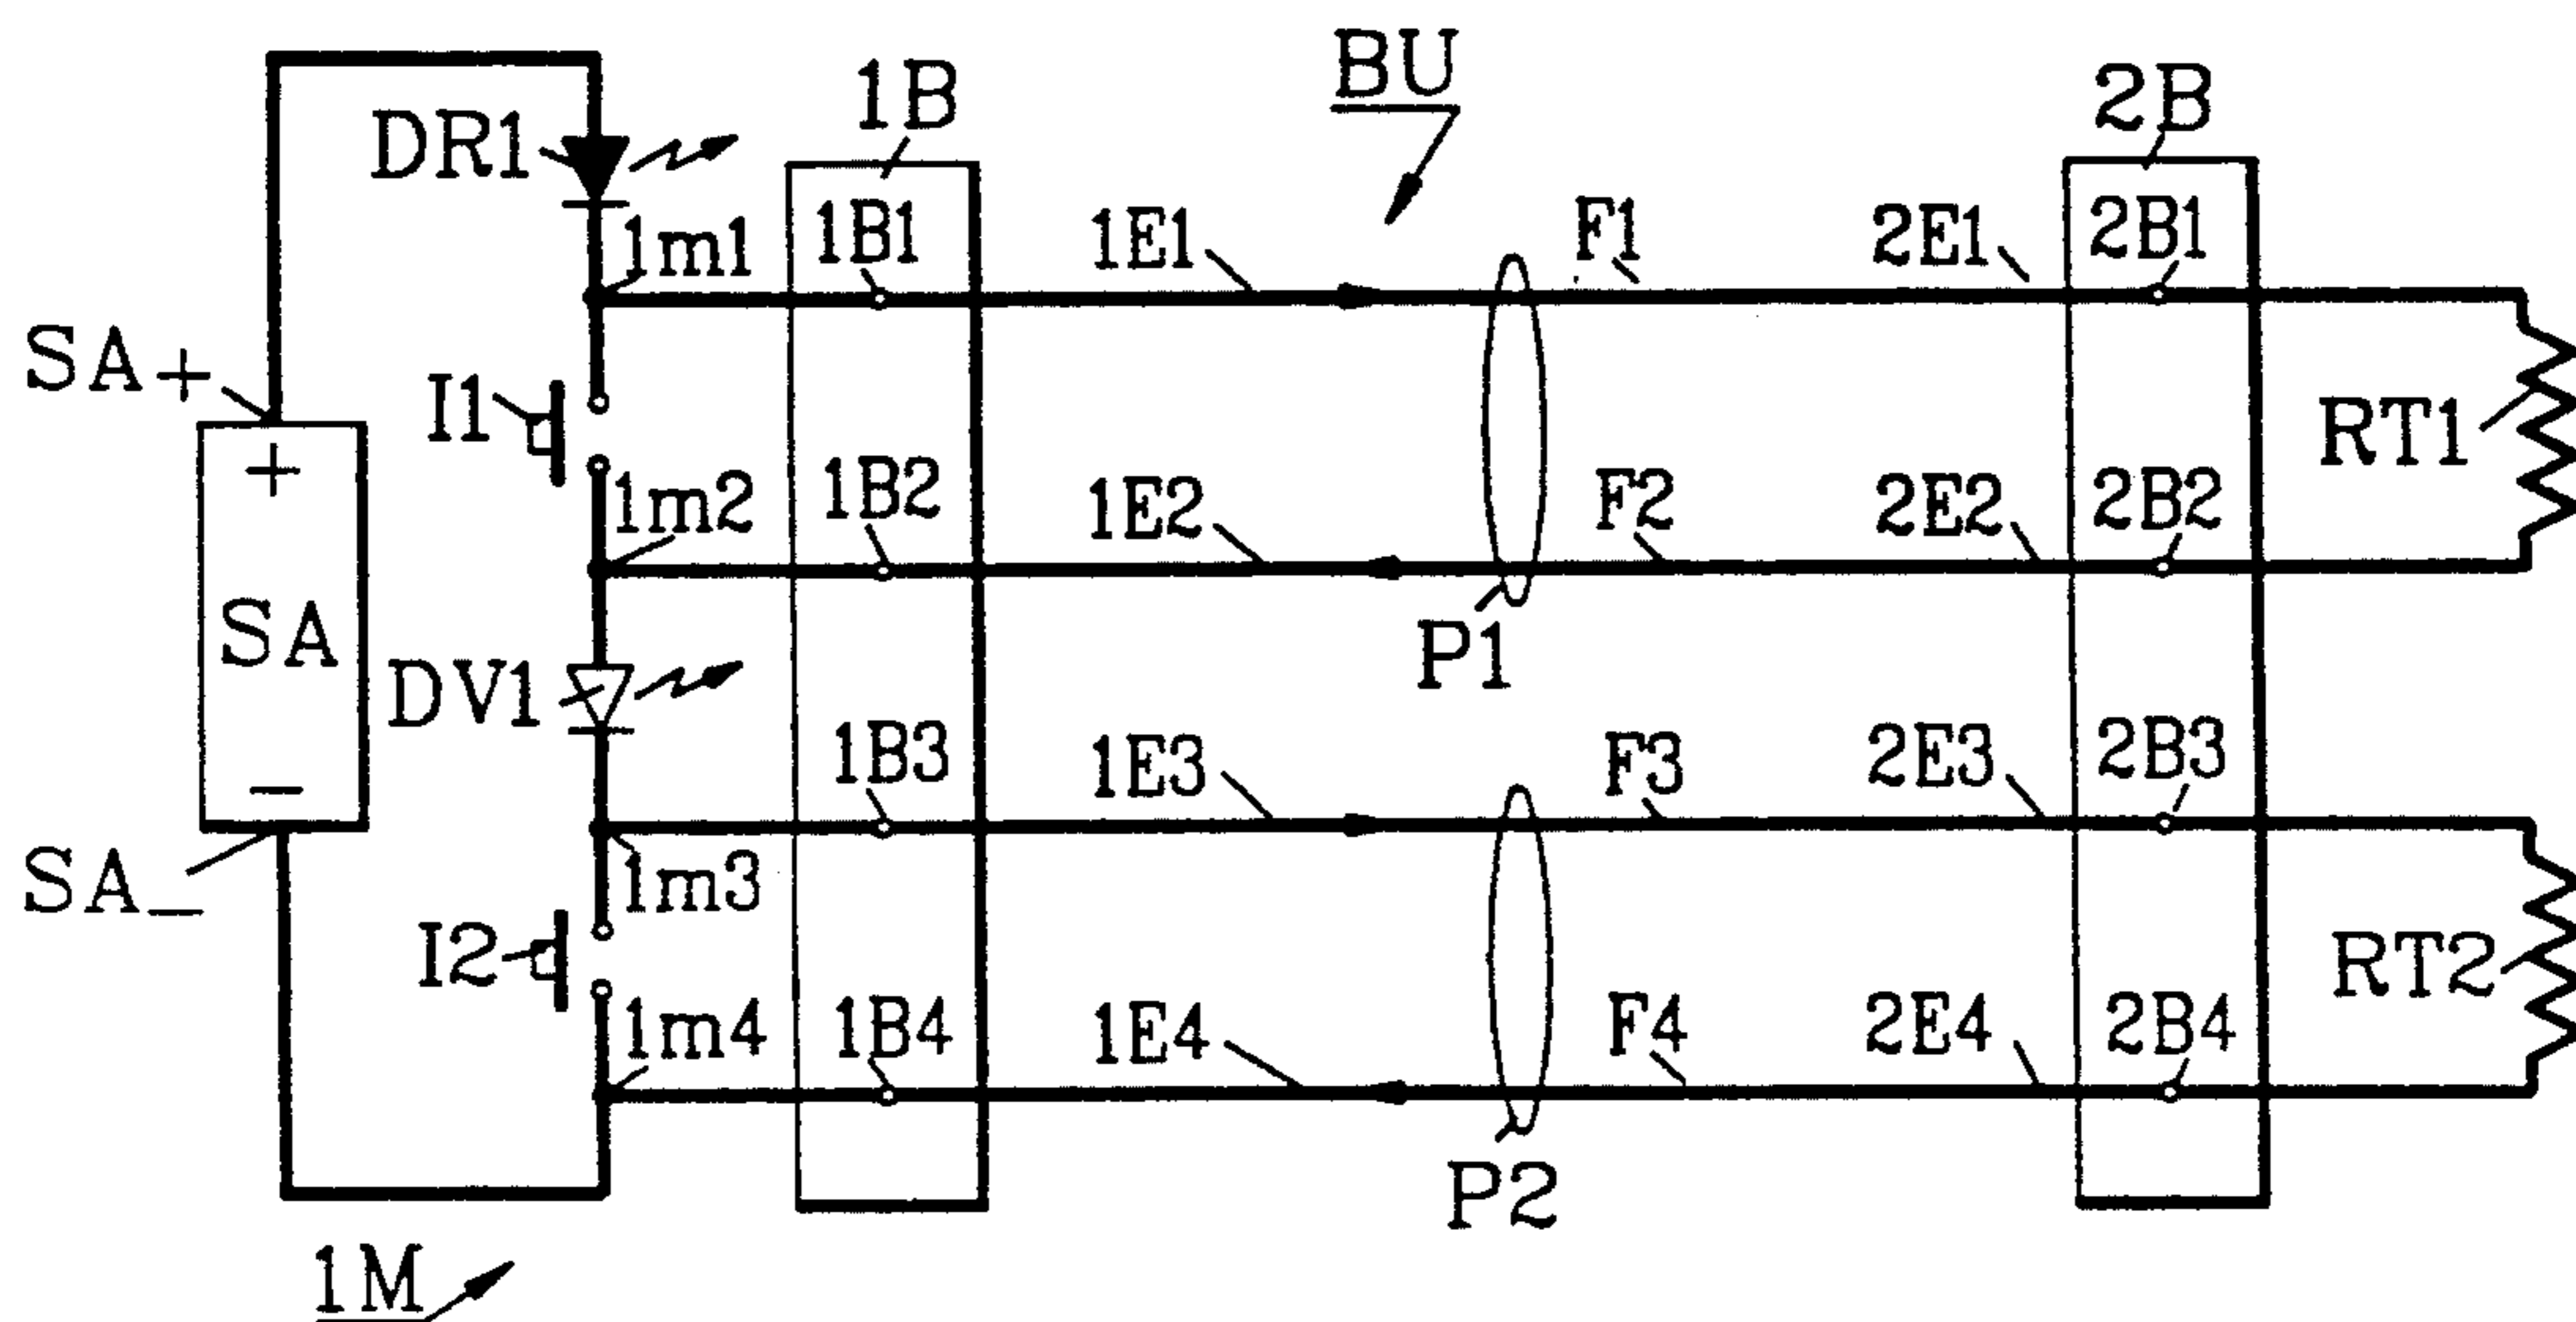 BU
1B
2B
DR1
1m1
1B1
1E1
F1
2E1
2B1
SA+
I1
RT1
+
1m2
1B2
1E2
F2
2E2
2B2
SA
DV1
P1
1B3
1E3
F3
2E3
2B3
−
SA−
1m3
I2
RT2
1m4
1B4
1E4
F4
2E4
2B4
P2
1M